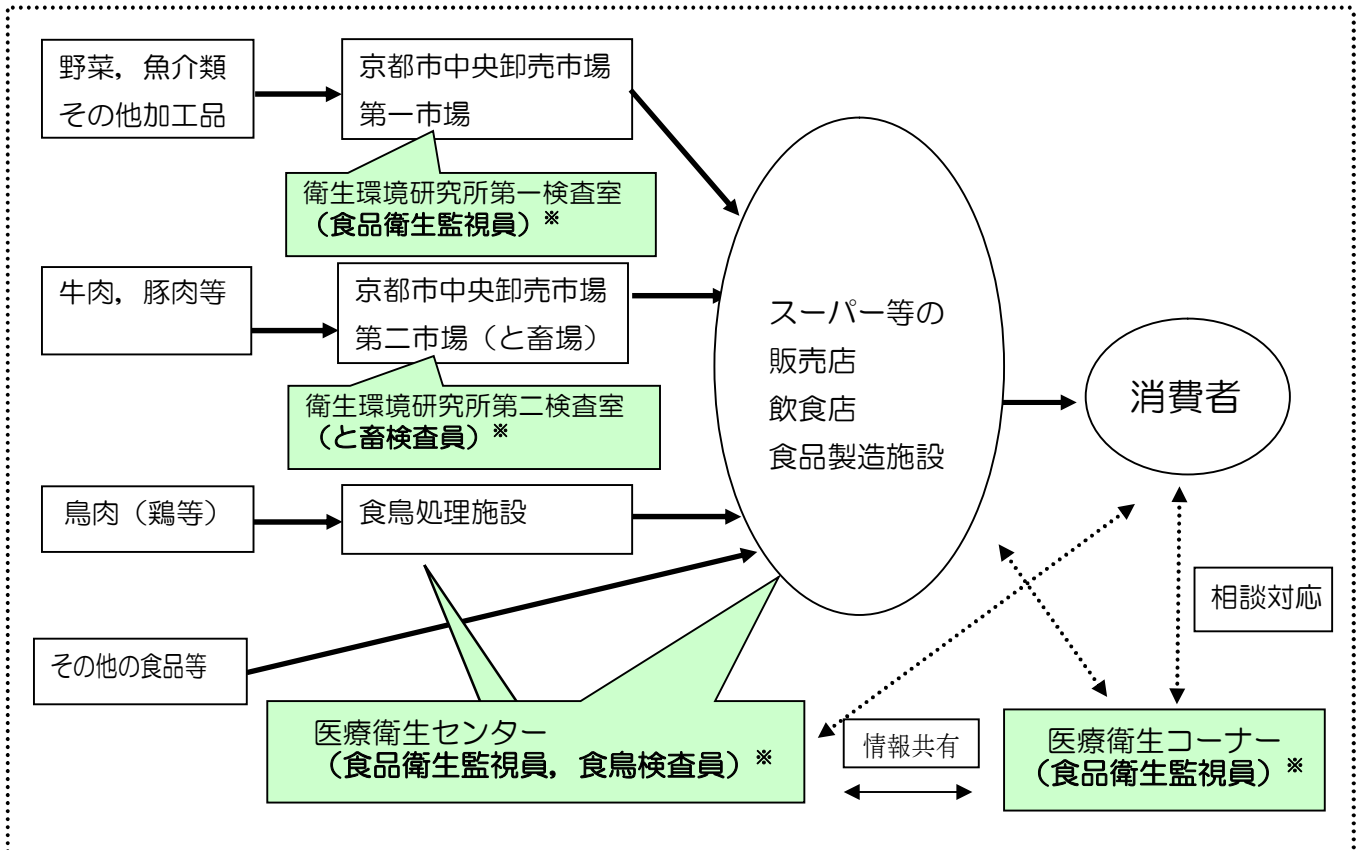 野菜，魚介類
その他加工品
京都市中央卸売市場
第一市場
衛生環境研究所第一検査室
（食品衛生監視員）※
牛肉，豚肉等
京都市中央卸売市場
第二市場（と畜場）
衛生環境研究所第二検査室
（と畜検査員）※
鳥肉（鶏等）
食鳥処理施設
その他の食品等
スーパー等の
販売店
飲食店
食品製造施設
消費者
相談対応
医療衛生センター
（食品衛生監視員，食鳥検査員）※
情報共有
医療衛生コーナー
（食品衛生監視員）※